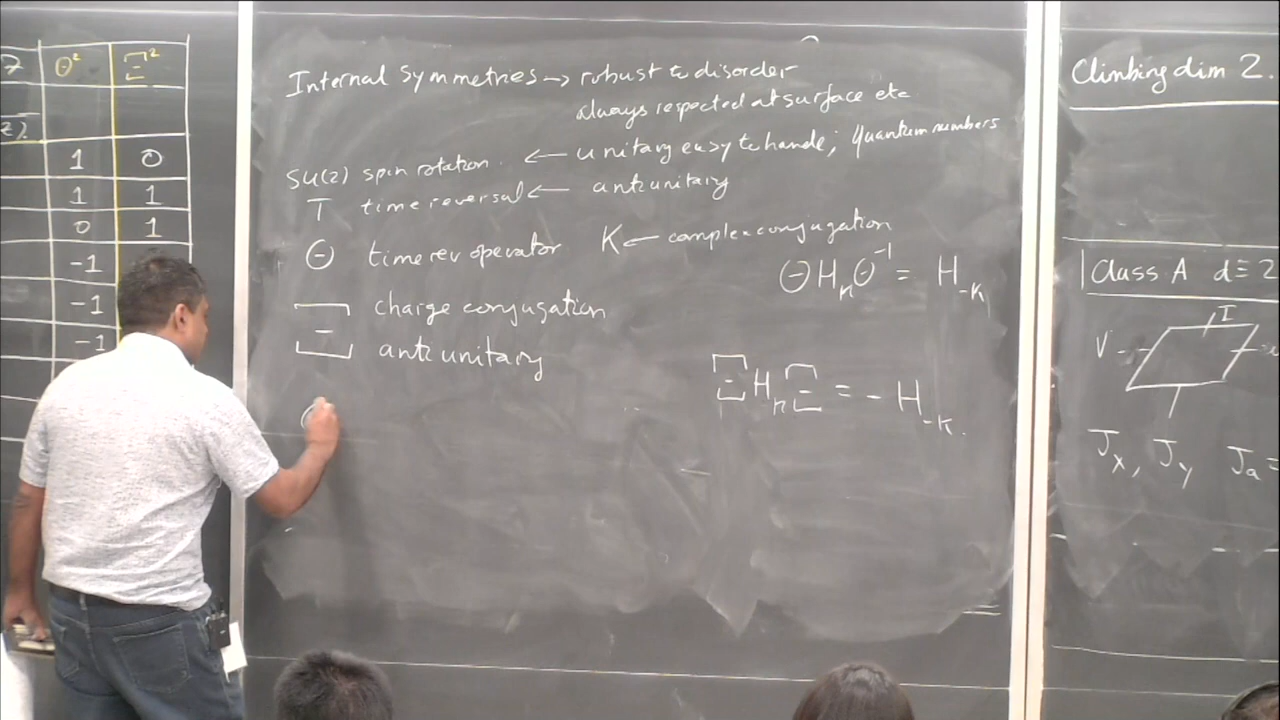 Θ² Ξ²
1 0
1 1
0 1
-1
-1
-1
Internal Symmetries → robust to disorder
always respected at surface etc
SU(2) spin rotation. ← unitary easy to handle; Quantum numbers
T time reversal ← antiunitary
Θ time rev operator K ← complex conjugation
Θ H_k Θ⁻¹ = H_-k
Ξ charge conjugation
antiunitary
Ξ H_k Ξ = - H_-k.
Climbing dim 2.
Class A d=2
I
V
J_x, J_y J_a =